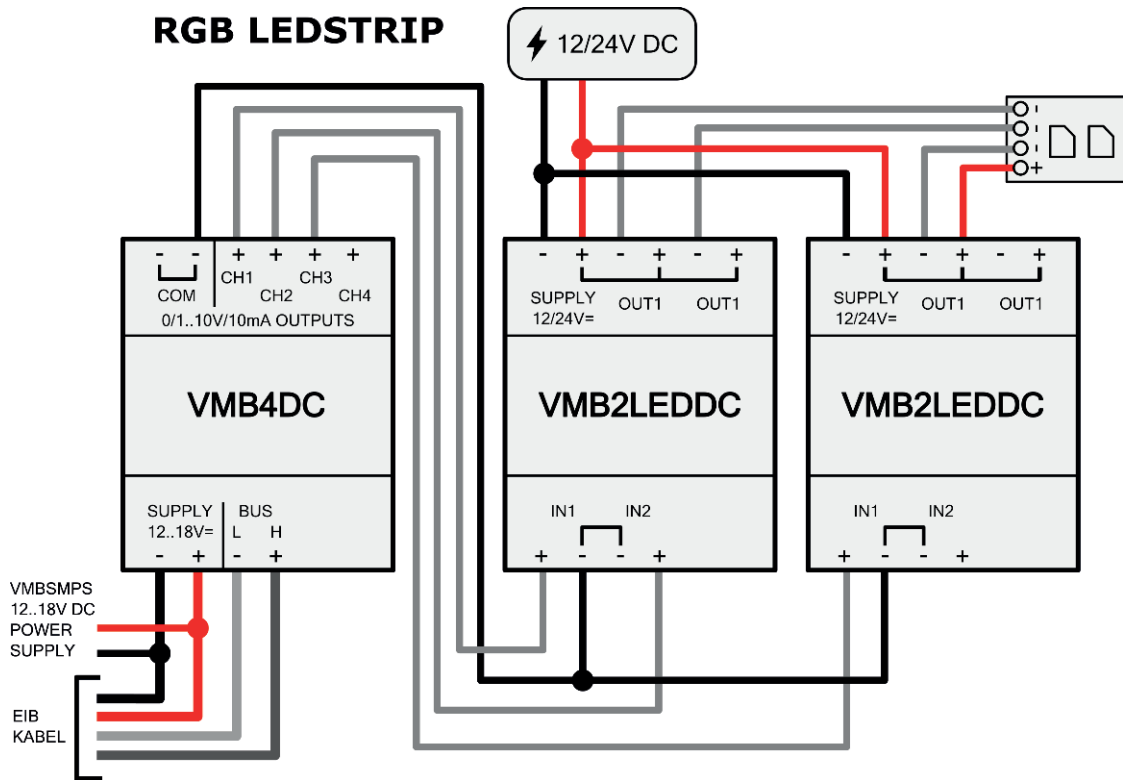 RGB LEDSTRIP
12/24V DC
- - + + + +
COM CH1 CH2 CH3 CH4
0/1..10V/10mA OUTPUTS
VMB4DC
SUPPLY BUS
12..18V= L H
- + - +
- + - + - +
SUPPLY OUT1 OUT1
12/24V=
VMB2LEDDC
IN1 IN2
+ - - +
- + - + - +
SUPPLY OUT1 OUT1
12/24V=
VMB2LEDDC
IN1 IN2
+ - - +
-
-
-
+
VMBSMPS
12..18V DC
POWER
SUPPLY
EIB
KABEL